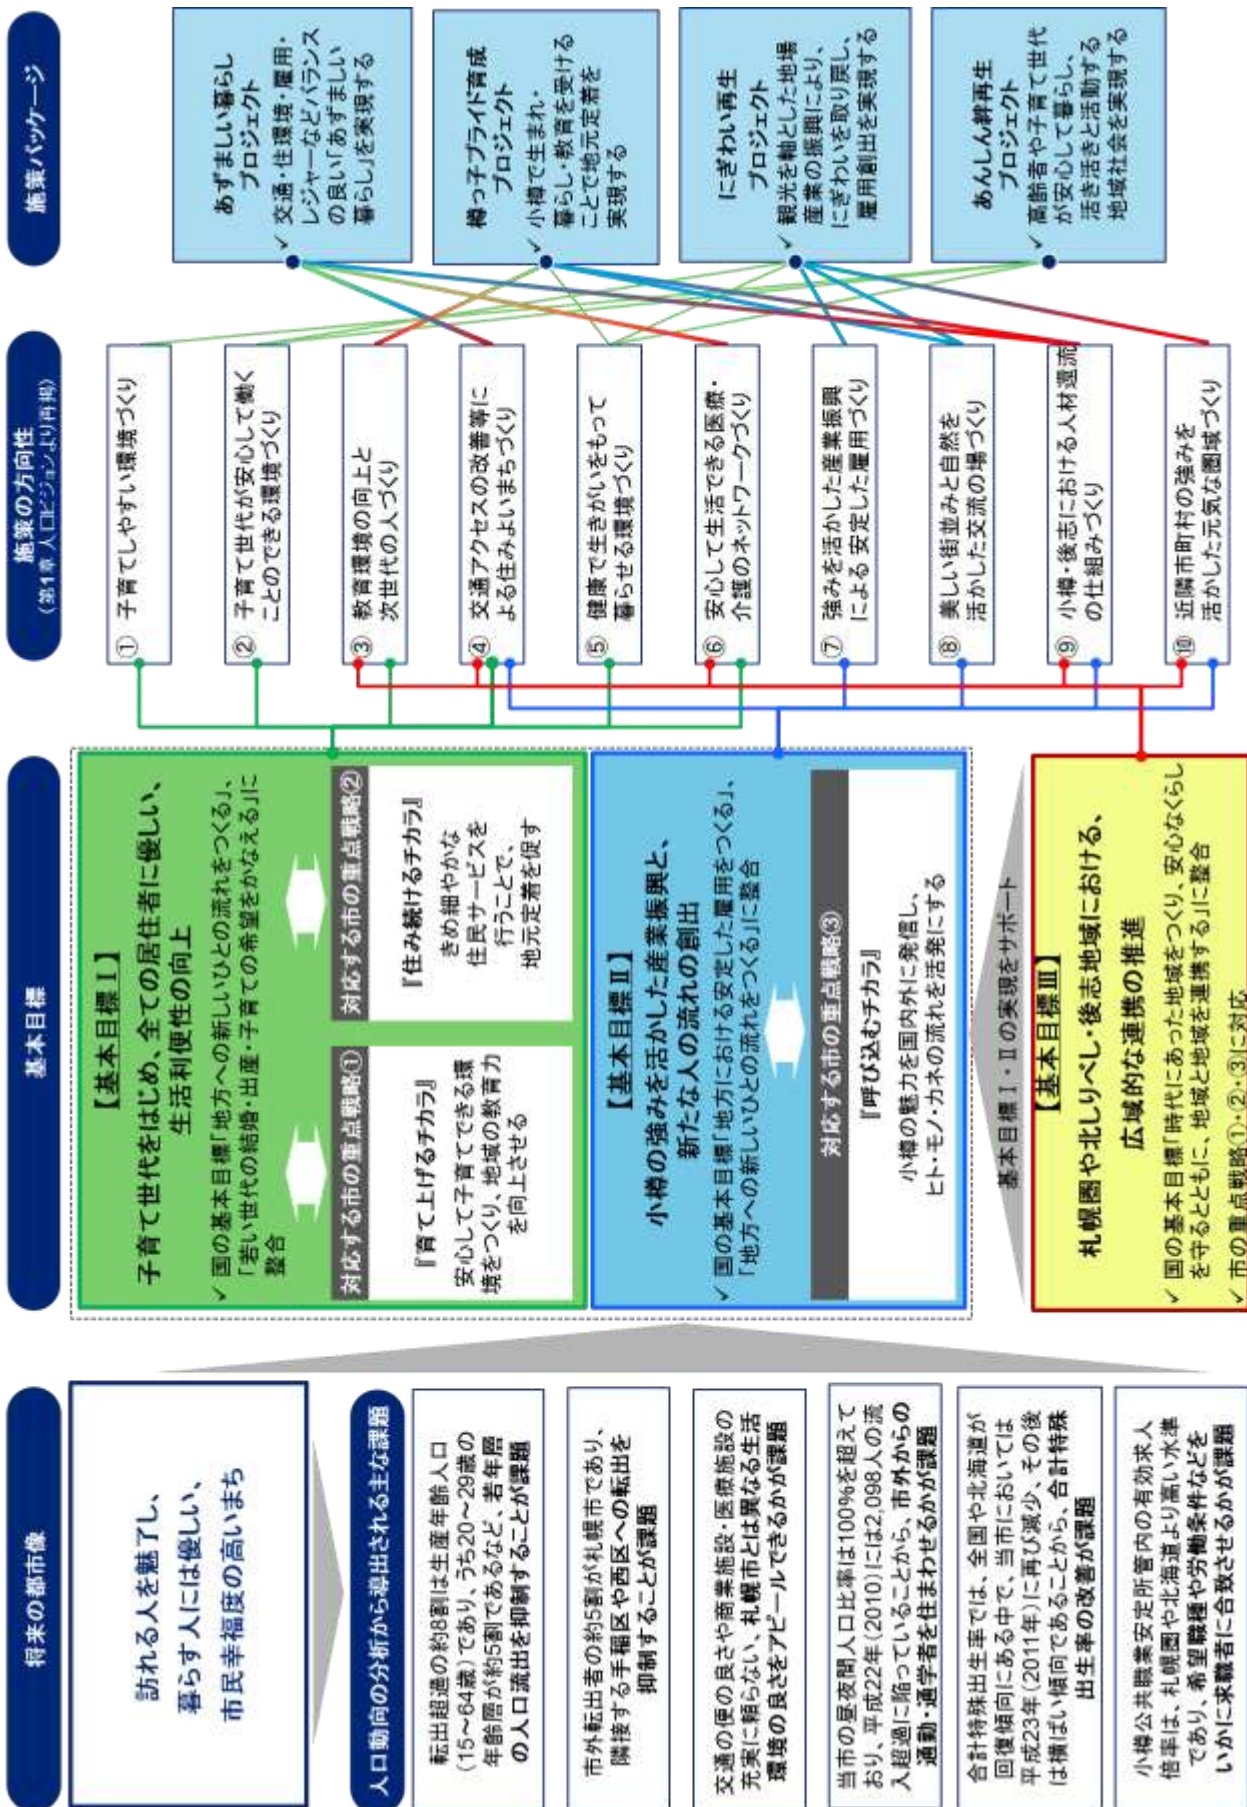 将来の都市像
訪れる人を魅了し、
暮らす人には優しい、
市民幸福度の高いまち
人口動向の分析から導出される主な課題
転出超過の約8割は生産年齢人口
(15～64歳)であり、うち20～29歳の
年齢層が約5割であるなど、若年層
の人口流出を抑制することが課題
市外転出者の約5割が札幌市であり、
隣接する手稲区や西区への転出を
抑制することが課題
交通の便の良さや商業施設・医療施設の
充実に頼らない、札幌市とは異なる生活
環境の良さをアピールできるかが課題
当市の昼夜間人口比率は100%を超えて
おり、平成22年(2010)には2,098人の流
入超過に陥っていることから、市外からの
通勤・通学者を住まわせるかが課題
合計特殊出生率では、全国や北海道が
回復傾向にある中で、当市においては
平成23年(2011年)に再び減少、その後
は横ばい傾向であることから、合計特殊
出生率の改善が課題
小樽公共職業安定所管内の有効求人
倍率は、札幌圏や北海道より高い水準
であり、希望職種や労働条件などを
いかに求職者に合致させるかが課題
基本目標
【基本目標Ⅰ】
子育て世代をはじめ、全ての居住者に優しい、
生活利便性の向上
✓ 国の基本目標「地方への新しいひとの流れをつくる」、
「若い世代の結婚・出産・子育ての希望をかなえる」に
整合
対応する市の重点戦略①
『育て上げるチカラ』
安心して子育てできる環
境をつくり、地域の教育力
を向上させる
対応する市の重点戦略②
『住み続けるチカラ』
きめ細やかな
住民サービスを
行うことで、
地元定着を促す
【基本目標Ⅱ】
小樽の強みを活かした産業振興と、
新たな人の流れの創出
✓ 国の基本目標「地方における安定した雇用をつくる」、
「地方への新しいひとの流れをつくる」に整合
対応する市の重点戦略③
『呼び込むチカラ』
小樽の魅力を国内外に発信し、
ヒト・モノ・カネの流れを活発にする
基本目標Ⅰ・Ⅱの実現をサポート
【基本目標Ⅲ】
札幌圏や北しりべし・後志地域における、
広域的な連携の推進
✓ 国の基本目標「時代にあった地域をつくり、安心なくらし
を守るとともに、地域と地域を連携する」に整合
✓ 市の重点戦略①・②・③に対応
施策の方向性
(第1章 人口ビジョンより再掲)
① 子育てしやすい環境づくり
② 子育て世代が安心して働く
ことのできる環境づくり
③ 教育環境の向上と
次世代の人づくり
④ 交通アクセスの改善等に
よる住みよいまちづくり
⑤ 健康で生きがいをもって
暮らせる環境づくり
⑥ 安心して生活できる医療・
介護のネットワークづくり
⑦ 強みを活かした産業振興
による安定した雇用づくり
⑧ 美しい街並みと自然を
活かした交流の場づくり
⑨ 小樽・後志における人材還流
の仕組みづくり
⑩ 近隣市町村の強みを
活かした元気な圏域づくり
施策パッケージ
あずましい暮らし
プロジェクト
✓ 交通・住環境・雇用・
レジャーなどバランス
の良い「あずましい
暮らし」を実現する
樽っ子プライド育成
プロジェクト
✓ 小樽で生まれ・
暮らし・教育を受ける
ことで地元定着を
実現する
にぎわい再生
プロジェクト
✓ 観光を軸とした地場
産業の振興により、
にぎわいを取り戻し、
雇用創出を実現する
あんしん絆再生
プロジェクト
✓ 高齢者や子育て世代
が安心して暮らし、
活き活きと活動する
地域社会を実現する